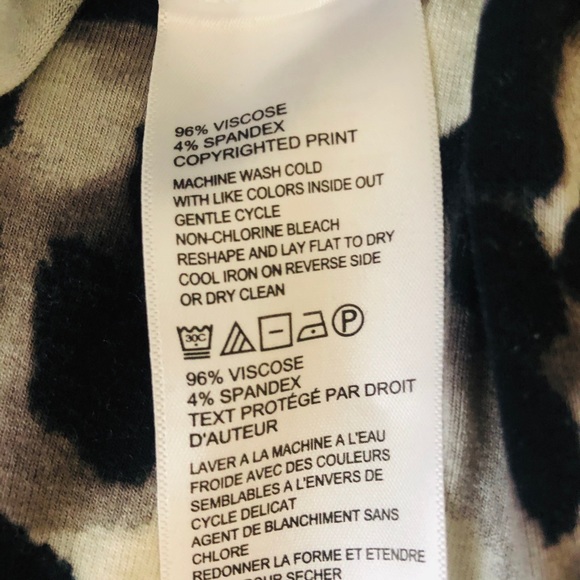 96% VISCOSE
4% SPANDEX
COPYRIGHTED PRINT
MACHINE WASH COLD
WITH LIKE COLORS INSIDE OUT
GENTLE CYCLE
NON-CHLORINE BLEACH
RESHAPE AND LAY FLAT TO DRY
COOL IRON ON REVERSE SIDE
OR DRY CLEAN
30C P
96% VISCOSE
4% SPANDEX
TEXT PROTÉGÉ PAR DROIT
D'AUTEUR
LAVER A LA MACHINE A L'EAU
FROIDE AVEC DES COULEURS
SEMBLABLES A L'ENVERS DE
CYCLE DELICAT
AGENT DE BLANCHIMENT SANS
CHLORE
REDONNER LA FORME ET ETENDRE
POUR SECHER